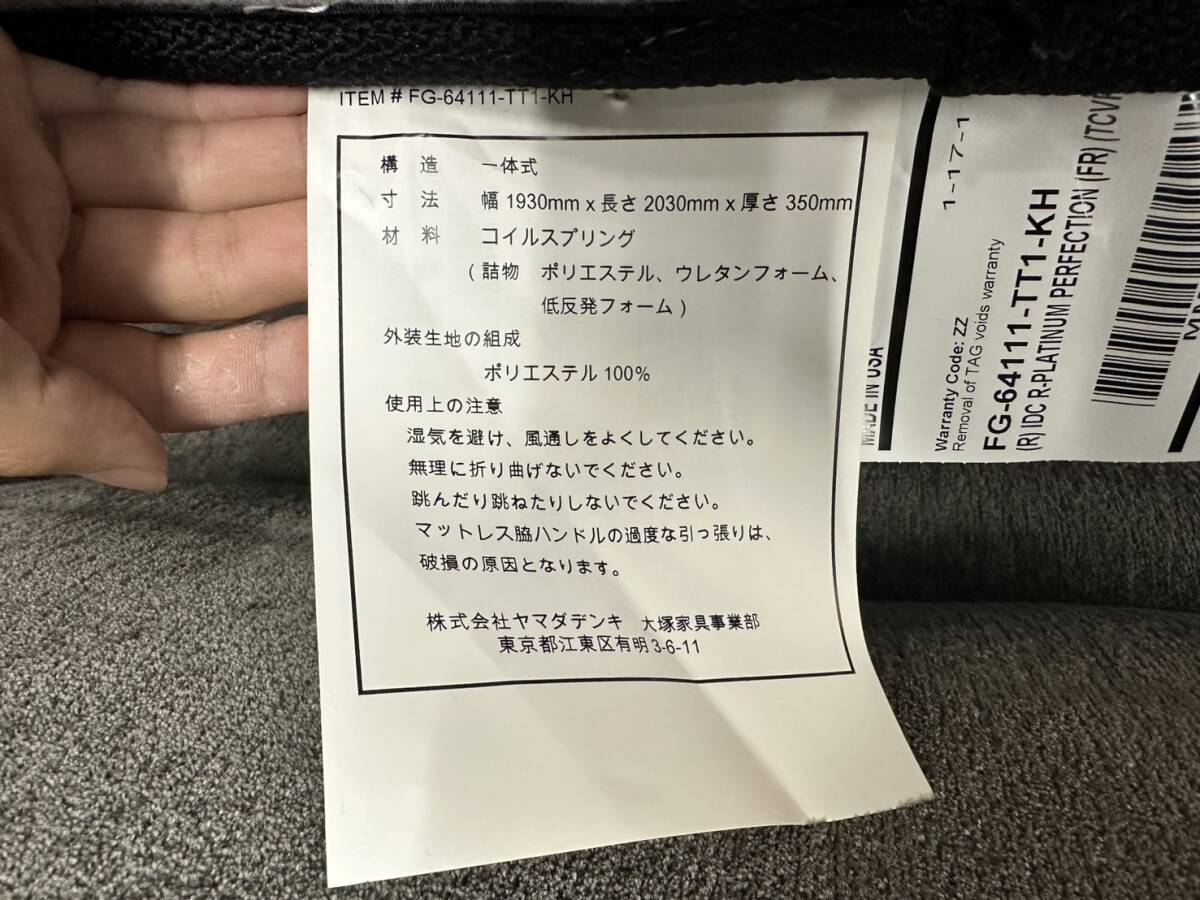 ITEM # FG-64111-TT1-KH
構 造 一体式
寸 法 幅 1930mm x 長さ 2030mm x 厚さ 350mm
材 料 コイルスプリング
(詰物 ポリエステル、ウレタンフォーム、
低反発フォーム)
外装生地の組成
ポリエステル 100%
使用上の注意
湿気を避け、風通しをよくしてください。
無理に折り曲げないでください。
跳んだり跳ねたりしないでください。
マットレス脇ハンドルの過度な引っ張りは、
破損の原因となります。
株式会社ヤマダデンキ 大塚家具事業部
東京都江東区有明3-6-11
MADE IN USA
1-17-1
Warranty Code: ZZ
Removal of TAG voids warranty
FG-64111-TT1-KH
(R) IDC R-PLATINUM PERFECTION (FR)